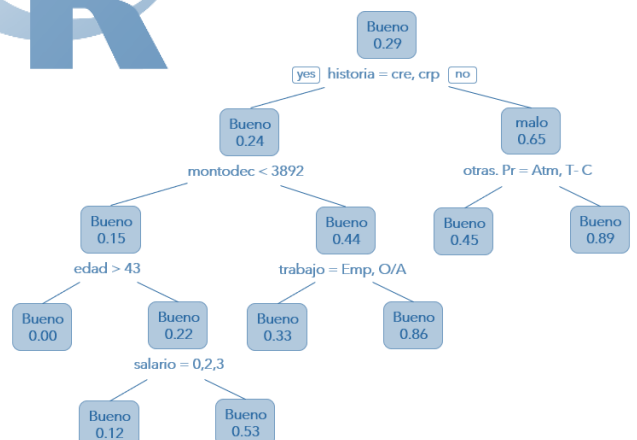 R
Bueno
0.29
yes historia = cre, crp no
Bueno
0.24
malo
0.65
montodec < 3892
otras. Pr = Atm, T- C
Bueno
0.15
Bueno
0.44
Bueno
0.45
Bueno
0.89
edad > 43
trabajo = Emp, O/A
Bueno
0.00
Bueno
0.22
Bueno
0.33
Bueno
0.86
salario = 0,2,3
Bueno
0.12
Bueno
0.53